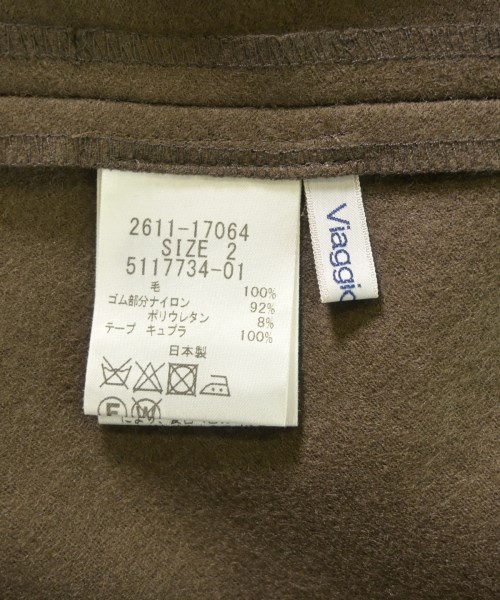 2611-17064
SIZE 2
5117734-01
毛 100%
ゴム部分ナイロン 92%
ポリウレタン 8%
テープ キュプラ 100%
日本製
F W
Viaggio